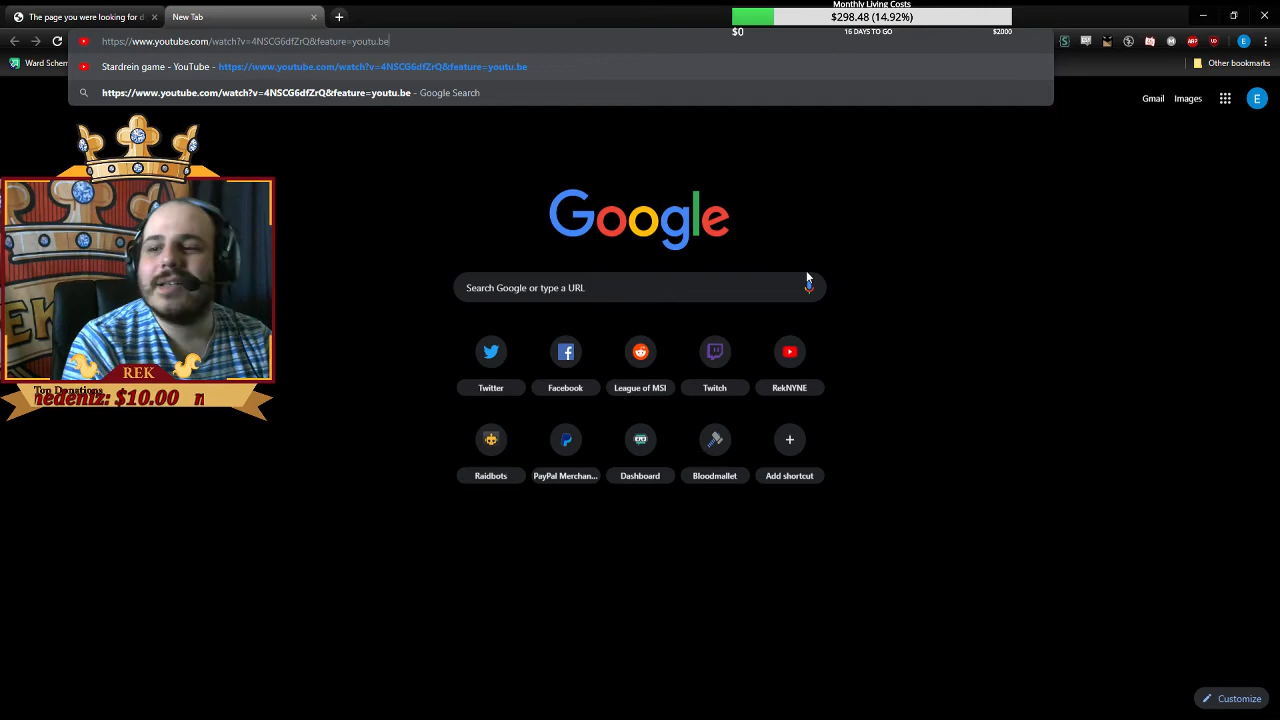 The page you were looking for d
New Tab
Monthly Living Costs
$298.48 (14.92%)
$0
16 DAYS TO GO
$2000
https://www.youtube.com/watch?v=4NSCG6dfZrQ&feature=youtu.be
Ward Schem
Stardrein game - YouTube - https://www.youtube.com/watch?v=4NSCG6dfZrQ&feature=youtu.be
Other bookmarks
https://www.youtube.com/watch?v=4NSCG6dfZrQ&feature=youtu.be - Google Search
Gmail
Images
E
E
Google
Search Google or type a URL
Twitter
Facebook
League of MSI
Twitch
RekNYNE
REK
Top Donations
nedeniz: $10.00
Raidbots
PayPal Merchan...
Dashboard
Bloodmallet
Add shortcut
Customize